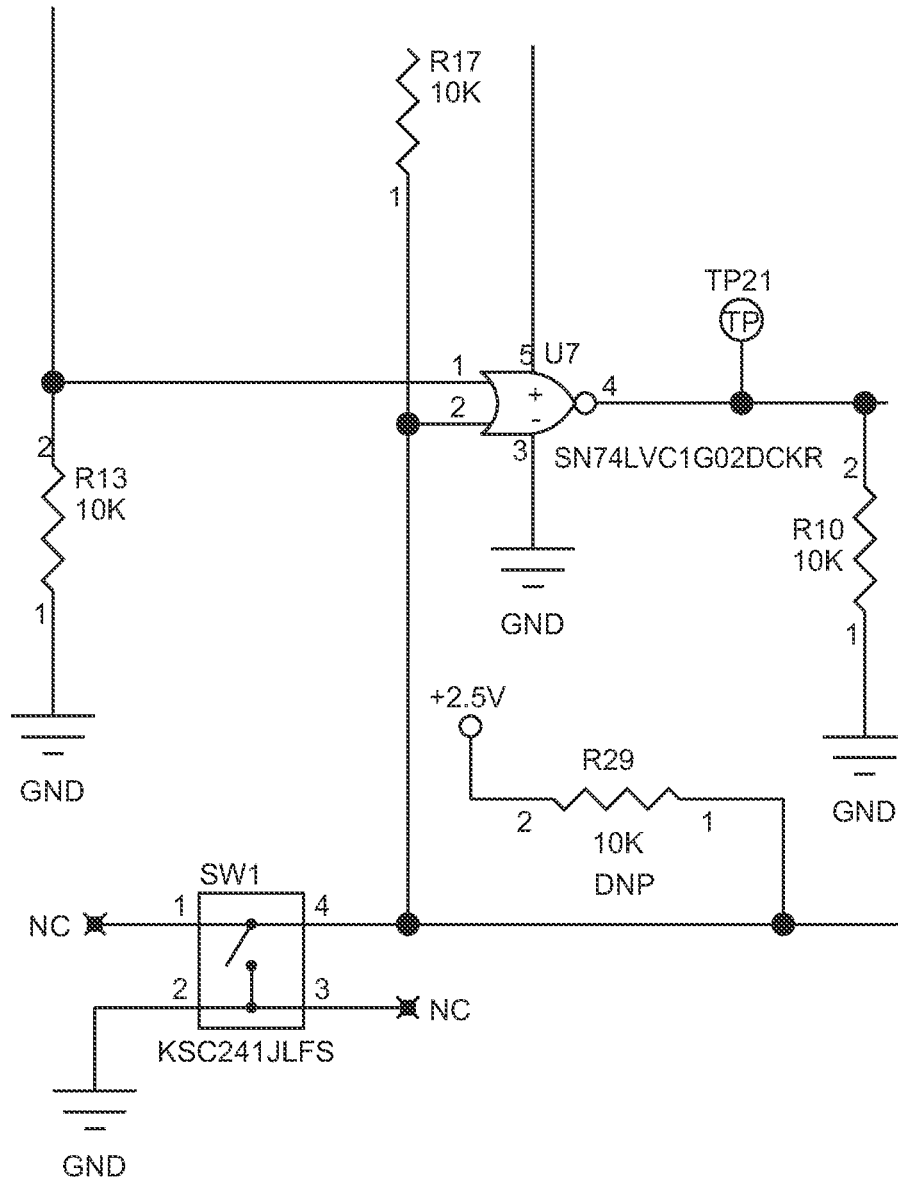 R17
10K
1
TP21
TP
5
U7
1
4
2
+
-
3
SN74LVC1G02DCKR
2
R13
10K
1
GND
2
R10
10K
1
GND
GND
+2.5V
R29
2
1
10K
DNP
SW1
1
4
NC
2
3
NC
KSC241JLFS
GND